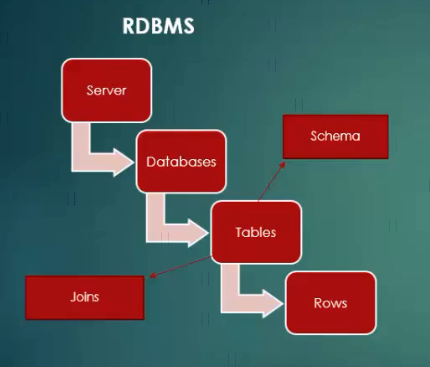 RDBMS
Server
Schema
Databases
Tables
Joins
Rows